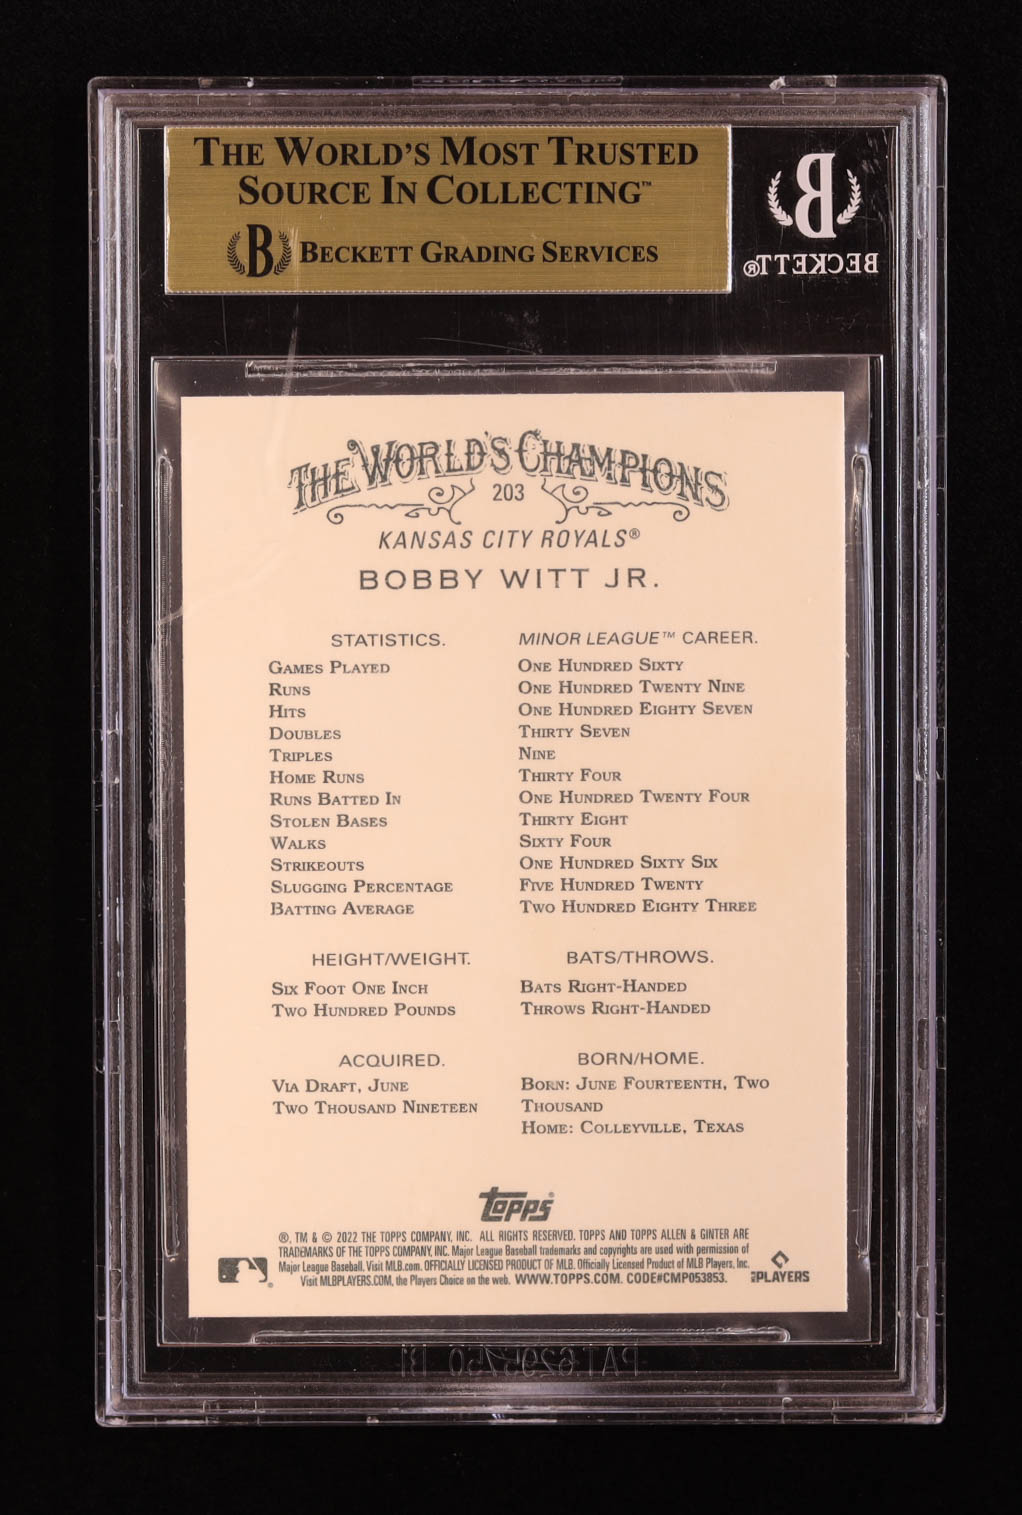 THE WORLD'S MOST TRUSTED
SOURCE IN COLLECTING™
B BECKETT GRADING SERVICES
B
BECKETT®
THE WORLD'S CHAMPIONS
203
KANSAS CITY ROYALS®
BOBBY WITT JR.
STATISTICS. MINOR LEAGUE™ CAREER.
GAMES PLAYED ONE HUNDRED SIXTY
RUNS ONE HUNDRED TWENTY NINE
HITS ONE HUNDRED EIGHTY SEVEN
DOUBLES THIRTY SEVEN
TRIPLES NINE
HOME RUNS THIRTY FOUR
RUNS BATTED IN ONE HUNDRED TWENTY FOUR
STOLEN BASES THIRTY EIGHT
WALKS SIXTY FOUR
STRIKEOUTS ONE HUNDRED SIXTY SIX
SLUGGING PERCENTAGE FIVE HUNDRED TWENTY
BATTING AVERAGE TWO HUNDRED EIGHTY THREE
HEIGHT/WEIGHT.
SIX FOOT ONE INCH
TWO HUNDRED POUNDS
BATS/THROWS.
BATS RIGHT-HANDED
THROWS RIGHT-HANDED
ACQUIRED.
VIA DRAFT, JUNE
TWO THOUSAND NINETEEN
BORN/HOME.
BORN: JUNE FOURTEENTH, TWO
THOUSAND
HOME: COLLEYVILLE, TEXAS
Topps®
®, TM & © 2022 THE TOPPS COMPANY, INC. ALL RIGHTS RESERVED. TOPPS AND TOPPS ALLEN & GINTER ARE
TRADEMARKS OF THE TOPPS COMPANY, INC. Major League Baseball trademarks and copyrights are used with permission of
Major League Baseball. Visit MLB.com. OFFICIALLY LICENSED PRODUCT OF MLB. Officially Licensed Product of MLB Players, Inc.
Visit MLBPLAYERS.COM, the Players Choice on the web. WWW.TOPPS.COM. CODE#CMP053853.
MLBPLAYERS
PAT.6295750 B1